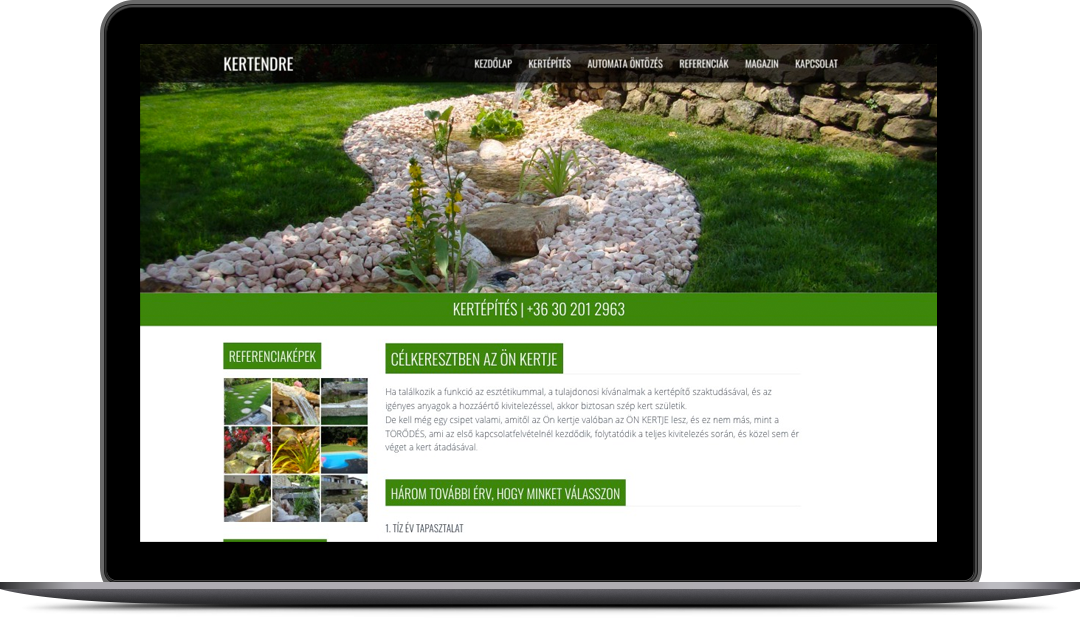 KERTENDRE
KEZDŐLAP KERTÉPÍTÉS AUTOMATA ÖNTÖZÉS REFERENCIÁK MAGAZIN KAPCSOLAT
KERTÉPÍTÉS | +36 30 201 2963
REFERENCIAKÉPEK
CÉLKERESZTBEN AZ ÖN KERTJE
Ha találkozik a funkció az esztétikummal, a tulajdonosi kívánalmak a kertépítő szaktudásával, és az
igényes anyagok a hozzáértő kivitelezéssel, akkor biztosan szép kert születik.
De kell még egy csipet valami, amitől az Ön kertje valóban az ÖN KERTJE lesz, és ez nem más, mint a
TÖRŐDÉS, ami az első kapcsolatfelvételnél kezdődik, folytatódik a teljes kivitelezés során, és közel sem ér
véget a kert átadásával.
HÁROM TOVÁBBI ÉRV, HOGY MINKET VÁLASSZON
1. TÍZ ÉV TAPASZTALAT